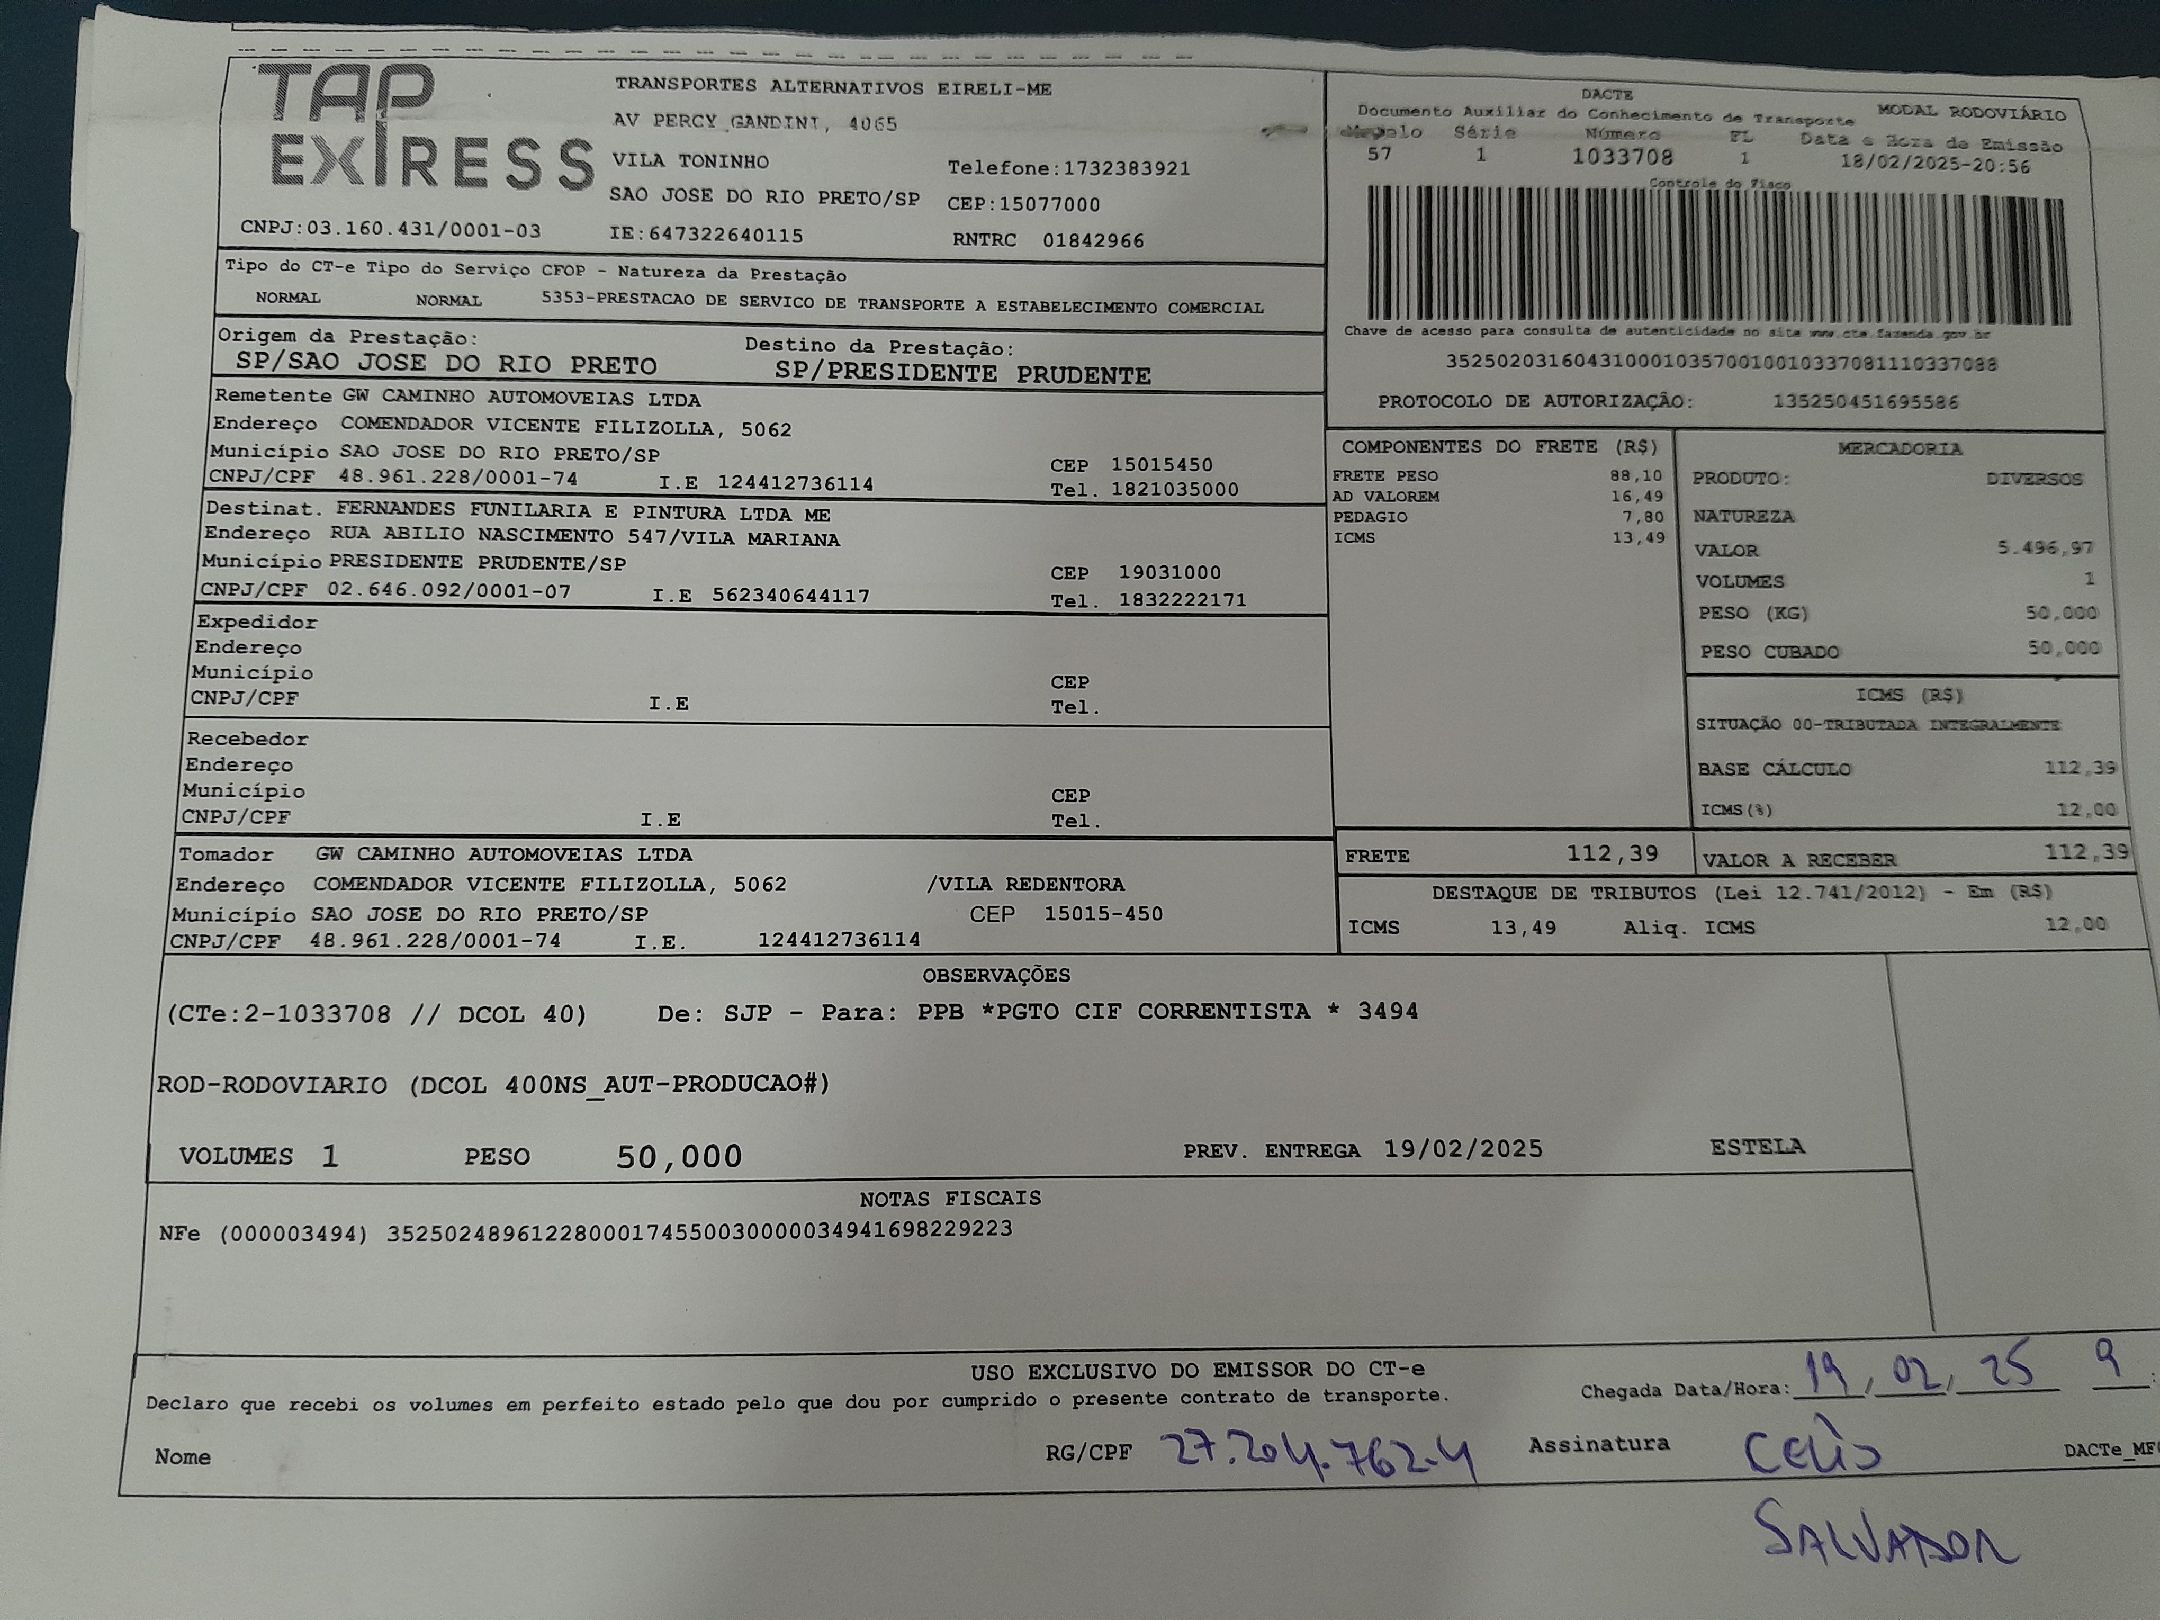 TAP
EXPRESS
TRANSPORTES ALTERNATIVOS EIRELI-ME
AV PERCY GANDINI, 4065
VILA TONINHO
Telefone:1732383921
SAO JOSE DO RIO PRETO/SP CEP:15077000
CNPJ:03.160.431/0001-03 IE:647322640115 RNTRC 01842966
DACTE
Documento Auxiliar do Conhecimento de Transporte
MODAL RODOVIÁRIO
Modelo Série Número FL Data e Hora da Emissão
57 1 1033708 1 18/02/2025-20:56
Controle do Fisco
Chave de acesso para consulta de autenticidade no site www.cte.fazenda.gov.br
35250203160431000103570010010337081110337088
PROTOCOLO DE AUTORIZAÇÃO: 135250451695586
Tipo do CT-e Tipo do Serviço CFOP - Natureza da Prestação
NORMAL NORMAL 5353-PRESTACAO DE SERVICO DE TRANSPORTE A ESTABELECIMENTO COMERCIAL
Origem da Prestação: Destino da Prestação:
SP/SAO JOSE DO RIO PRETO SP/PRESIDENTE PRUDENTE
Remetente GW CAMINHO AUTOMOVEIAS LTDA
Endereço COMENDADOR VICENTE FILIZOLLA, 5062
Município SAO JOSE DO RIO PRETO/SP CEP 15015450
CNPJ/CPF 48.961.228/0001-74 I.E 124412736114 Tel. 1821035000
Destinat. FERNANDES FUNILARIA E PINTURA LTDA ME
Endereço RUA ABILIO NASCIMENTO 547/VILA MARIANA
Município PRESIDENTE PRUDENTE/SP CEP 19031000
CNPJ/CPF 02.646.092/0001-07 I.E 562340644117 Tel. 1832222171
Expedidor
Endereço
Município CEP
CNPJ/CPF I.E Tel.
Recebedor
Endereço
Município CEP
CNPJ/CPF I.E Tel.
Tomador GW CAMINHO AUTOMOVEIAS LTDA
Endereço COMENDADOR VICENTE FILIZOLLA, 5062 /VILA REDENTORA
Município SAO JOSE DO RIO PRETO/SP CEP 15015-450
CNPJ/CPF 48.961.228/0001-74 I.E. 124412736114
COMPONENTES DO FRETE (R$)
FRETE PESO 88,10
AD VALOREM 16,49
PEDAGIO 7,80
ICMS 13,49
MERCADORIA
PRODUTO: DIVERSOS
NATUREZA
VALOR 5.496,97
VOLUMES 1
PESO (KG) 50,000
PESO CUBADO 50,000
ICMS (R$)
SITUAÇÃO 00-TRIBUTADA INTEGRALMENTE
BASE CÁLCULO 112,39
ICMS(%) 12,00
FRETE 112,39 VALOR A RECEBER 112,39
DESTAQUE DE TRIBUTOS (Lei 12.741/2012) - Em (R$)
ICMS 13,49 Aliq. ICMS 12,00
OBSERVAÇÕES
(CTe:2-1033708 // DCOL 40) De: SJP - Para: PPB *PGTO CIF CORRENTISTA * 3494
ROD-RODOVIARIO (DCOL 400NS_AUT-PRODUCAO#)
VOLUMES 1 PESO 50,000 PREV. ENTREGA 19/02/2025 ESTELA
NOTAS FISCAIS
NFe (000003494) 35250248961228000174550030000034941698229223
USO EXCLUSIVO DO EMISSOR DO CT-e
Declaro que recebi os volumes em perfeito estado pelo que dou por cumprido o presente contrato de transporte.
Chegada Data/Hora: 19/02/25 9:
Nome RG/CPF 27.204.762-4 Assinatura Celio
SALVADOR